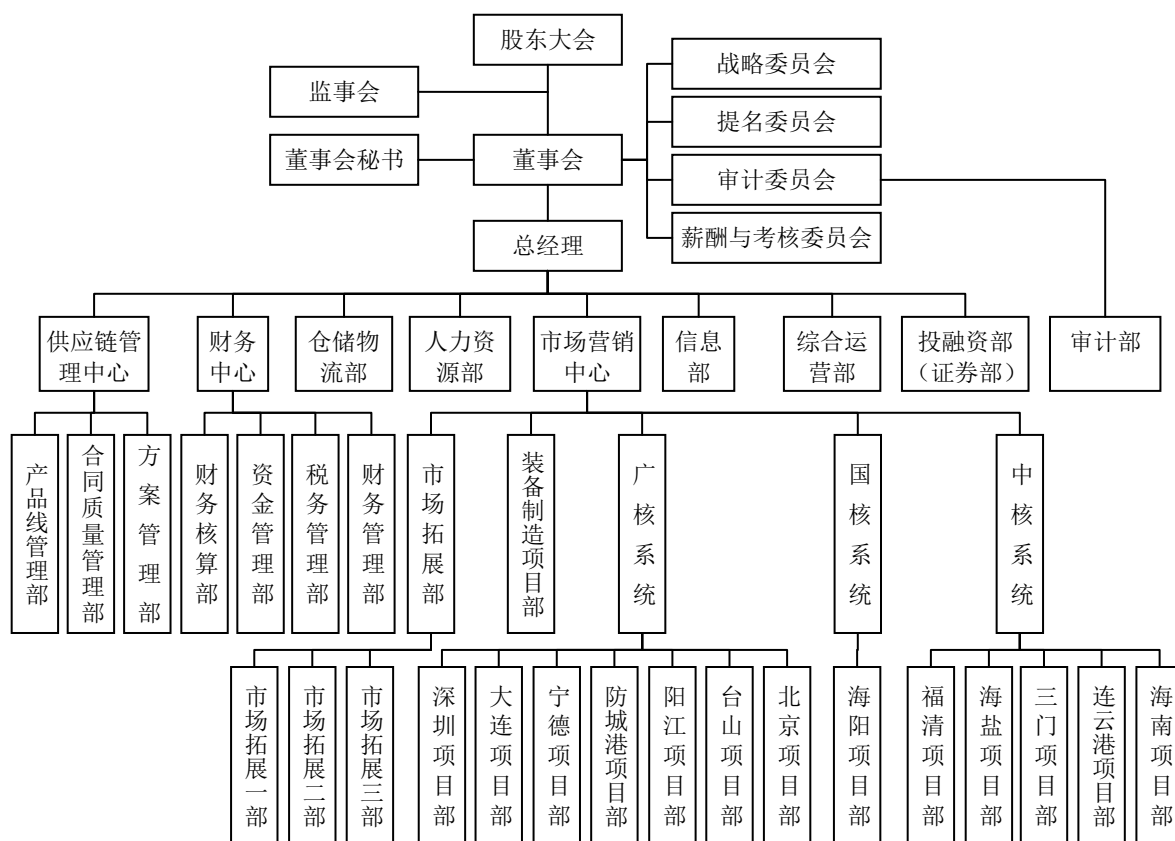 股东大会
战略委员会
监事会
提名委员会
董事会秘书
董事会
审计委员会
总经理
薪酬与考核委员会
供应链管
理中心
财务
中心
仓储物
流部
人力资
源部
市场营销
中心
信息
部
综合运
营部
投融资部
（证券部）
审计部
产品线管理部
合同质量管理部
方案管理部
财务核算部
资金管理部
税务管理部
财务管理部
市场拓展部
装备制造项目部
广核系统
国核系统
中核系统
市场拓展一部
市场拓展二部
市场拓展三部
深圳项目部
大连项目部
宁德项目部
防城港项目部
阳江项目部
台山项目部
北京项目部
海阳项目部
福清项目部
海盐项目部
三门项目部
连云港项目部
海南项目部